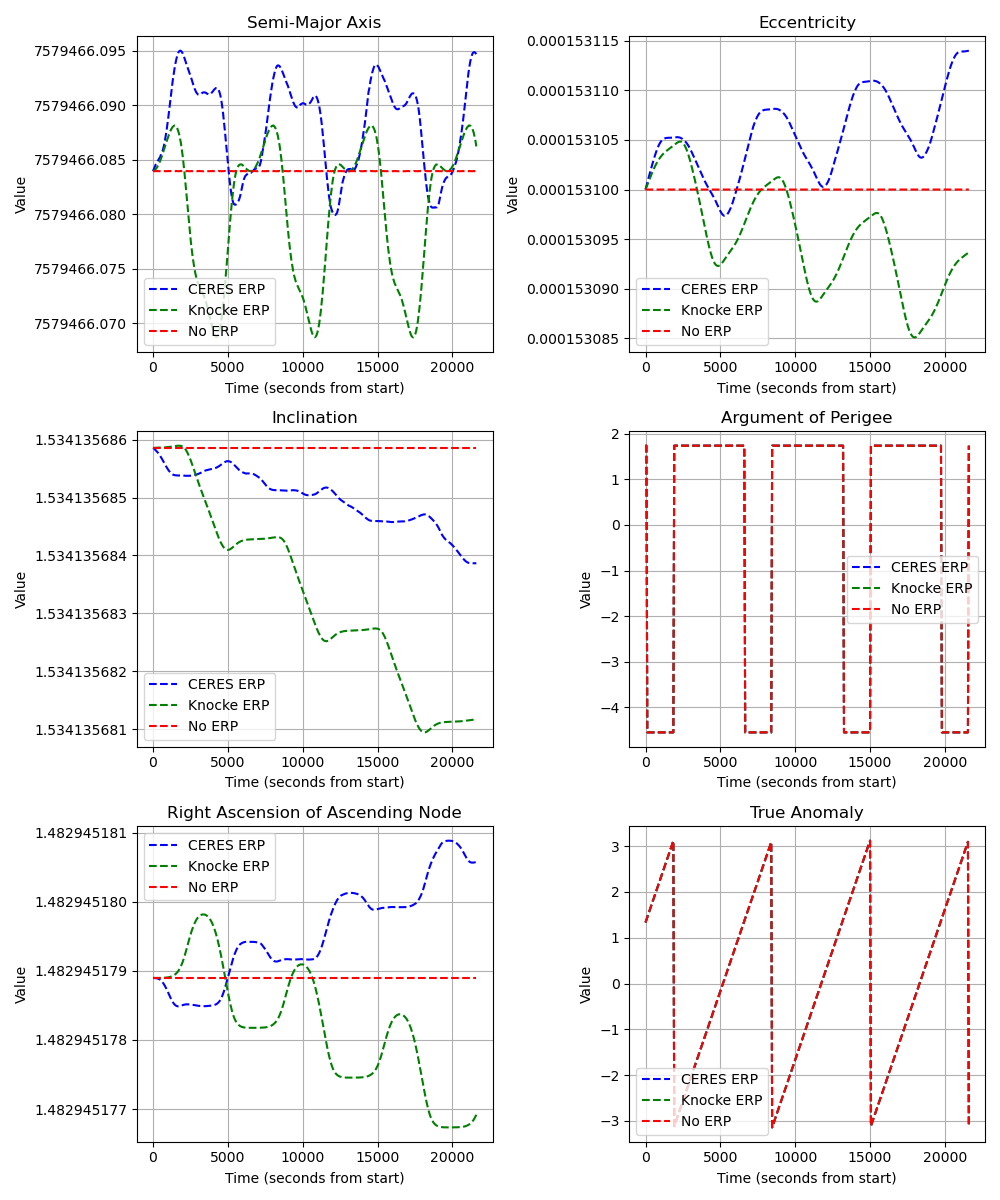 Semi-Major Axis
Value
7579466.095
7579466.090
7579466.085
7579466.080
7579466.075
7579466.070
CERES ERP
Knocke ERP
No ERP
0 5000 10000 15000 20000
Time (seconds from start)
Eccentricity
Value
0.000153115
0.000153110
0.000153105
0.000153100
0.000153095
0.000153090
0.000153085
CERES ERP
Knocke ERP
No ERP
0 5000 10000 15000 20000
Time (seconds from start)
Inclination
Value
1.5341135686
1.5341135685
1.5341135684
1.5341135683
1.5341135682
1.5341135681
CERES ERP
Knocke ERP
No ERP
0 5000 10000 15000 20000
Time (seconds from start)
Argument of Perigee
Value
2
1
0
−1
−2
−3
−4
CERES ERP
Knocke ERP
No ERP
0 5000 10000 15000 20000
Time (seconds from start)
Right Ascension of Ascending Node
Value
1.482945181
1.482945180
1.482945179
1.482945178
1.482945177
CERES ERP
Knocke ERP
No ERP
0 5000 10000 15000 20000
Time (seconds from start)
True Anomaly
Value
3
2
1
0
−1
−2
−3
CERES ERP
Knocke ERP
No ERP
0 5000 10000 15000 20000
Time (seconds from start)